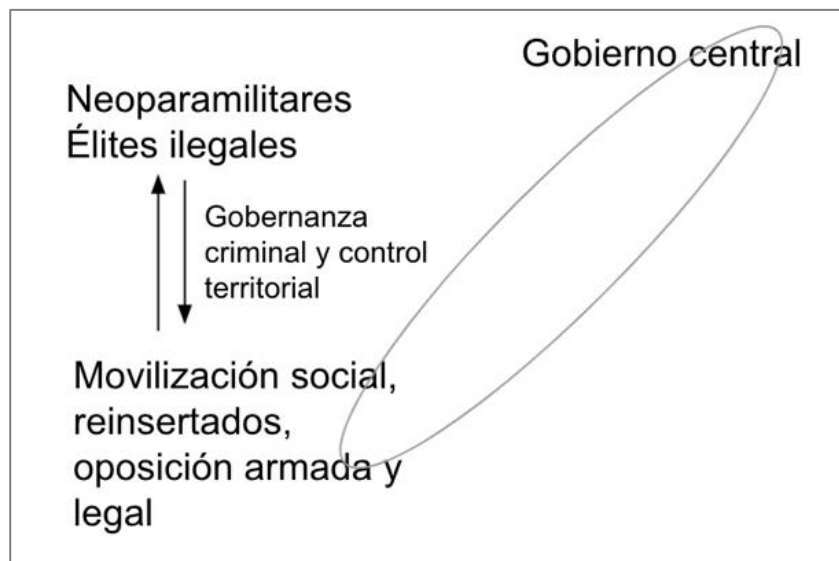 Gobierno central
Neoparamilitares
Élites ilegales
Gobernanza
criminal y control
territorial
Movilización social,
reinsertados,
oposición armada y
legal